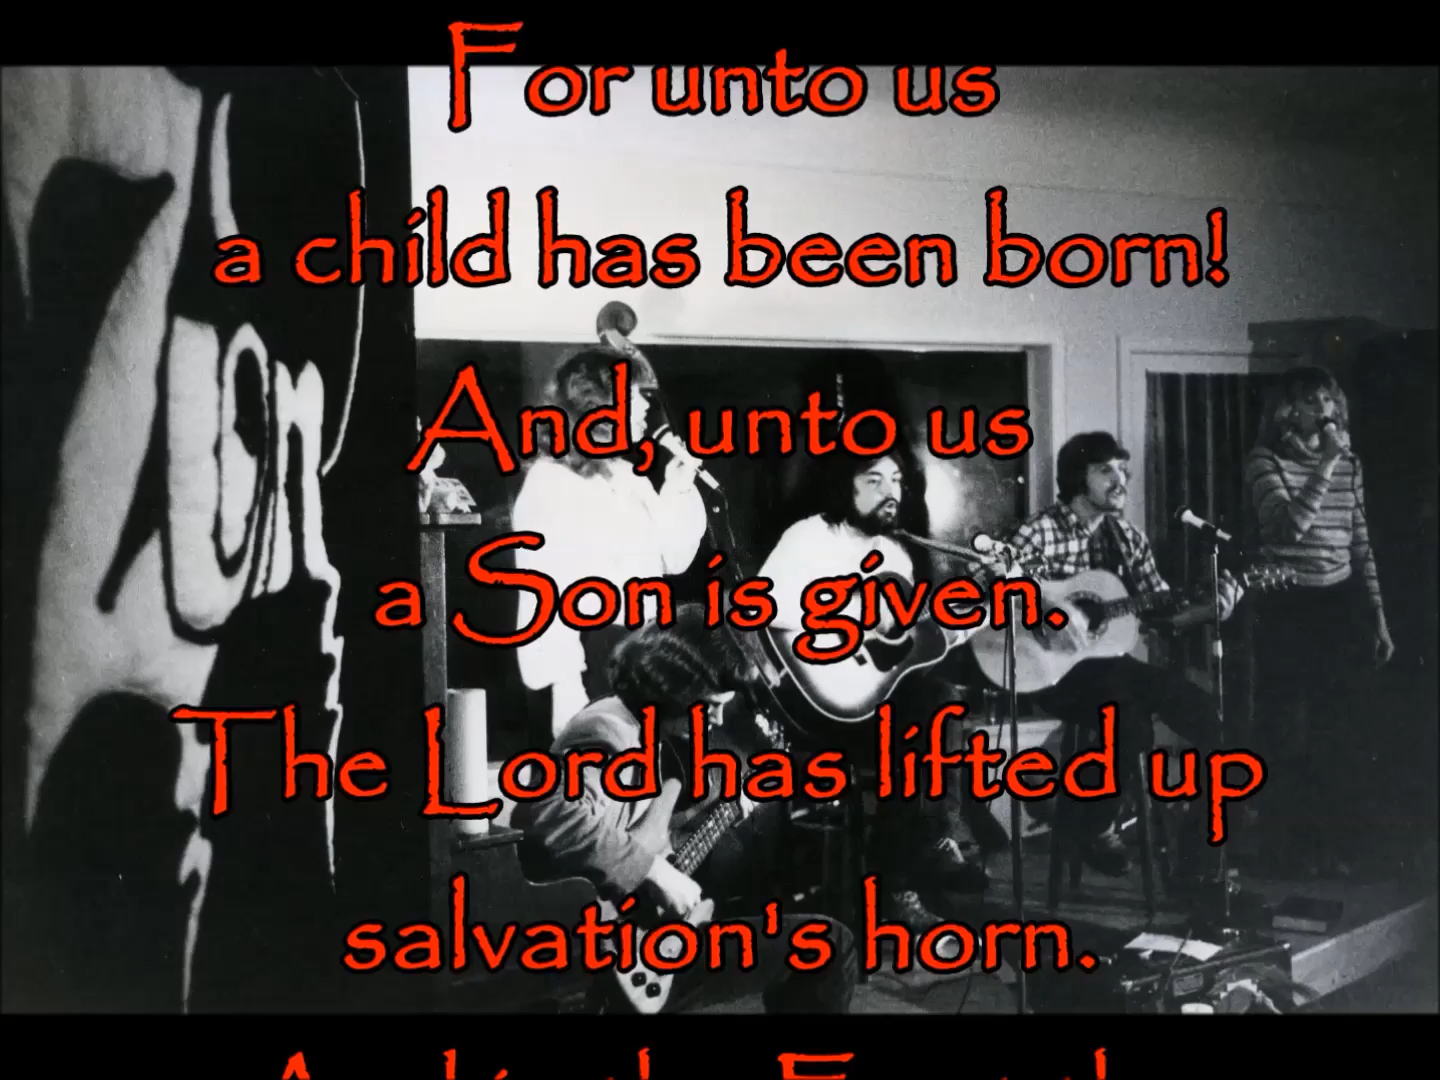 For unto us
a child has been born!
And, unto us
a Son is given.
The Lord has lifted up
salvation's horn.